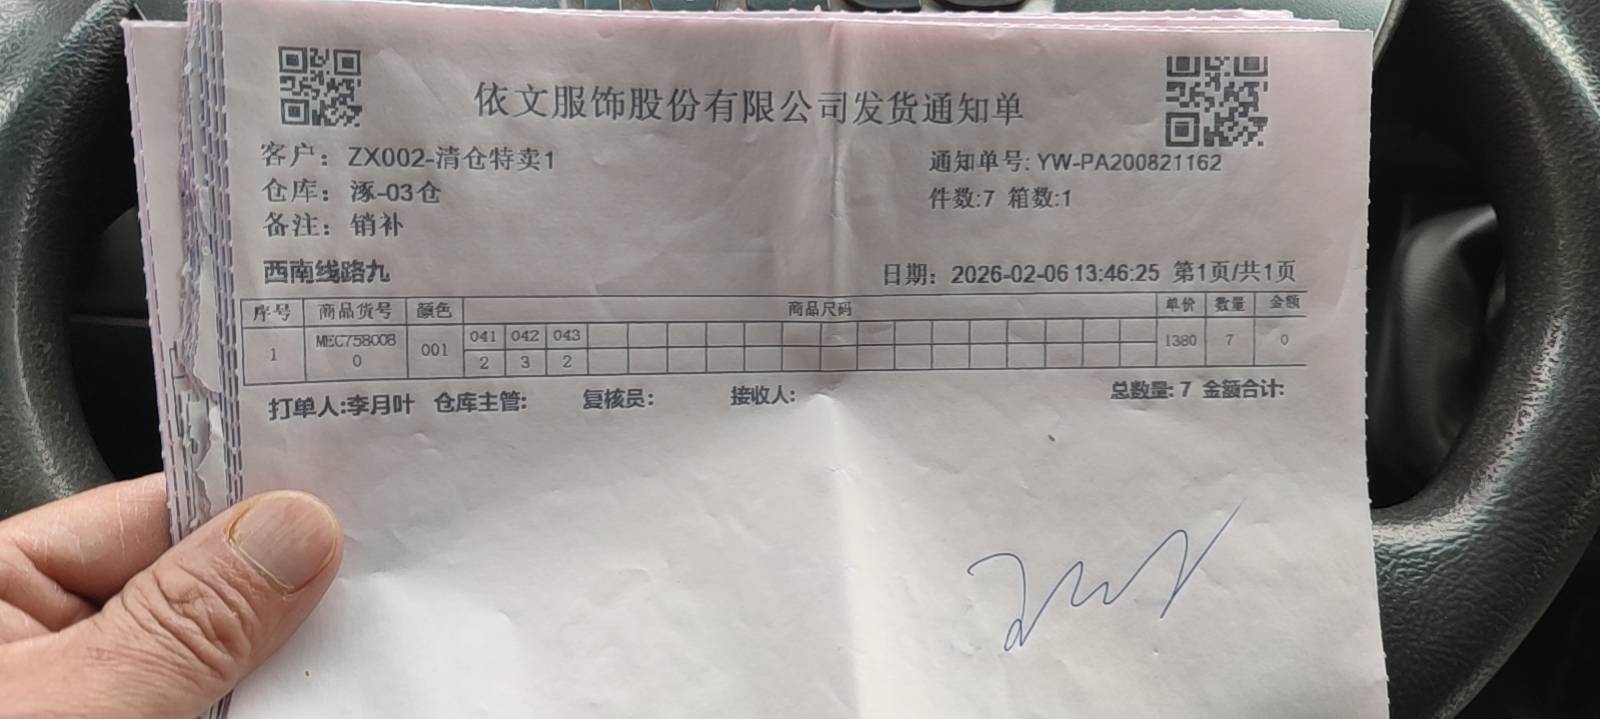 依文服饰股份有限公司发货通知单
客户：ZX002-清仓特卖1
通知单号: YW-PA200821162
仓库：涿-03仓
件数:7 箱数:1
备注：销补
西南线路九
日期：2026-02-06 13:46:25 第1页/共1页
序号 商品货号 颜色 商品尺码 单价 数量 金额
1 MEC7580080 001 041 042 043 1380 7 0
2 3 2
打单人:李月叶 仓库主管: 复核员: 接收人: 总数量: 7 金额合计: